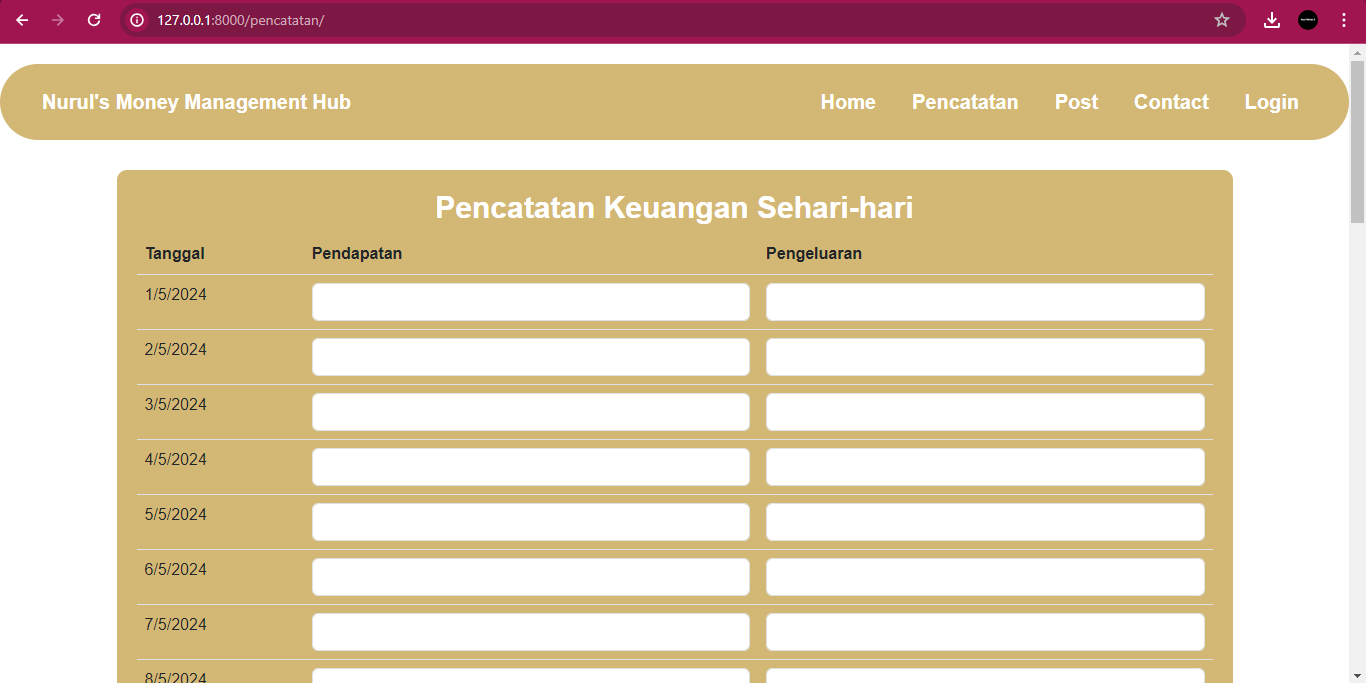 127.0.0.1:8000/pencatatan/
Nurul's Money Management Hub Home Pencatatan Post Contact Login
Pencatatan Keuangan Sehari-hari
Tanggal Pendapatan Pengeluaran
1/5/2024
2/5/2024
3/5/2024
4/5/2024
5/5/2024
6/5/2024
7/5/2024
8/5/2024